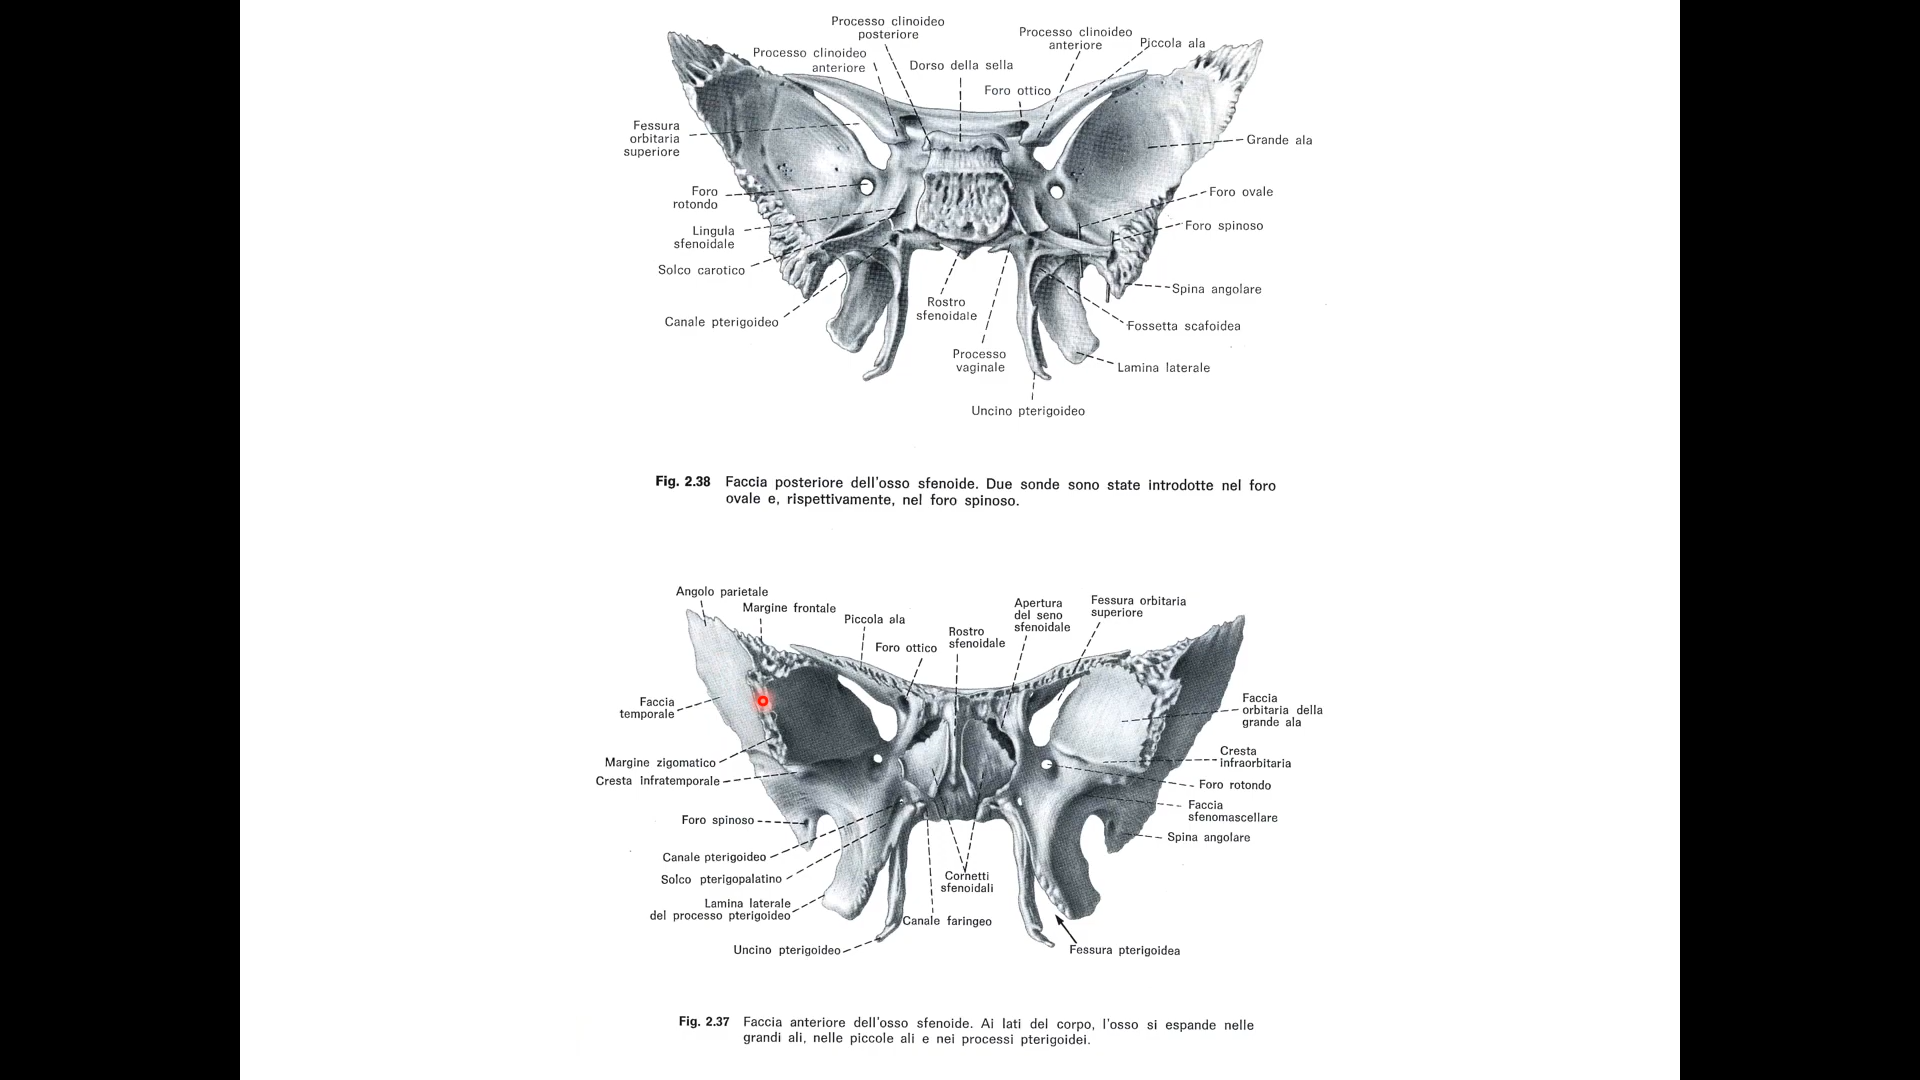 Processo clinoideo
posteriore
Processo clinoideo
anteriore
Dorso della sella
Processo clinoideo
anteriore
Piccola ala
Foro ottico
Fessura
orbitaria
superiore
Grande ala
Foro
rotondo
Foro ovale
Lingula
sfenoidale
Foro spinoso
Solco carotico
Spina angolare
Canale pterigoideo
Rostro
sfenoidale
Fossetta scafoidea
Processo
vaginale
Lamina laterale
Uncino pterigoideo
Fig. 2.38 Faccia posteriore dell'osso sfenoide. Due sonde sono state introdotte nel foro
ovale e, rispettivamente, nel foro spinoso.
Angolo parietale
Margine frontale
Piccola ala
Foro ottico
Rostro
sfenoidale
Apertura
del seno
sfenoidale
Fessura orbitaria
superiore
Faccia
temporale
Faccia
orbitaria della
grande ala
Margine zigomatico
Cresta infratemporale
Cresta
infraorbitaria
Foro rotondo
Foro spinoso
Faccia
sfenomascellare
Spina angolare
Canale pterigoideo
Solco pterigopalatino
Cornetti
sfenoidali
Lamina laterale
del processo pterigoideo
Canale faringeo
Uncino pterigoideo
Fessura pterigoidea
Fig. 2.37 Faccia anteriore dell'osso sfenoide. Ai lati del corpo, l'osso si espande nelle
grandi ali, nelle piccole ali e nei processi pterigoidei.